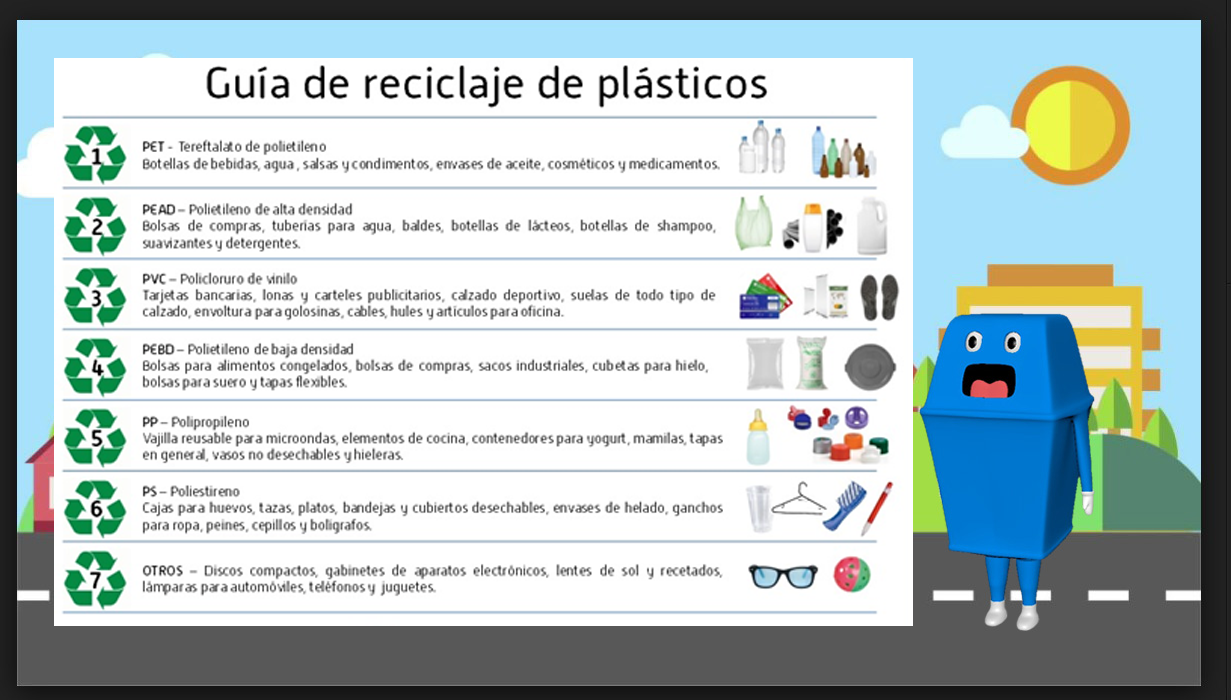 Guía de reciclaje de plásticos
1
PET - Tereftalato de polietileno
Botellas de bebidas, agua , salsas y condimentos, envases de aceite, cosméticos y medicamentos.
2
PEAD – Polietileno de alta densidad
Bolsas de compras, tuberías para agua, baldes, botellas de lácteos, botellas de shampoo,
suavizantes y detergentes.
3
PVC – Policloruro de vinilo
Tarjetas bancarias, lonas y carteles publicitarios, calzado deportivo, suelas de todo tipo de
calzado, envoltura para golosinas, cables, hules y artículos para oficina.
4
PEBD – Polietileno de baja densidad
Bolsas para alimentos congelados, bolsas de compras, sacos industriales, cubetas para hielo,
bolsas para suero y tapas flexibles.
5
PP – Polipropileno
Vajilla reusable para microondas, elementos de cocina, contenedores para yogurt, mamilas, tapas
en general, vasos no desechables y hieleras.
6
PS – Poliestireno
Cajas para huevos, tazas, platos, bandejas y cubiertos desechables, envases de helado, ganchos
para ropa, peines, cepillos y bolígrafos.
7
OTROS – Discos compactos, gabinetes de aparatos electrónicos, lentes de sol y recetados,
lámparas para automóviles, teléfonos y juguetes.